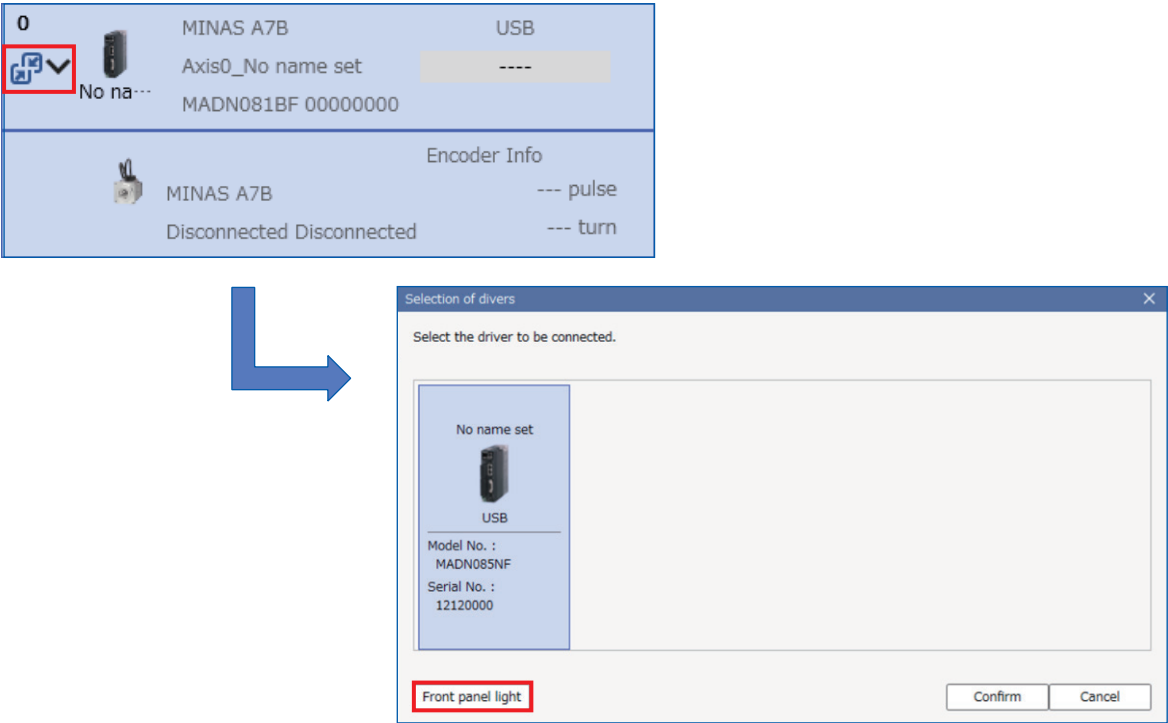 0
MINAS A7B USB
Axis0_No name set ----
No na…
MADN081BF 00000000
Encoder Info
MINAS A7B --- pulse
Disconnected Disconnected --- turn
Selection of divers
Select the driver to be connected.
No name set
USB
Model No. :
MADN085NF
Serial No. :
12120000
Front panel light Confirm Cancel